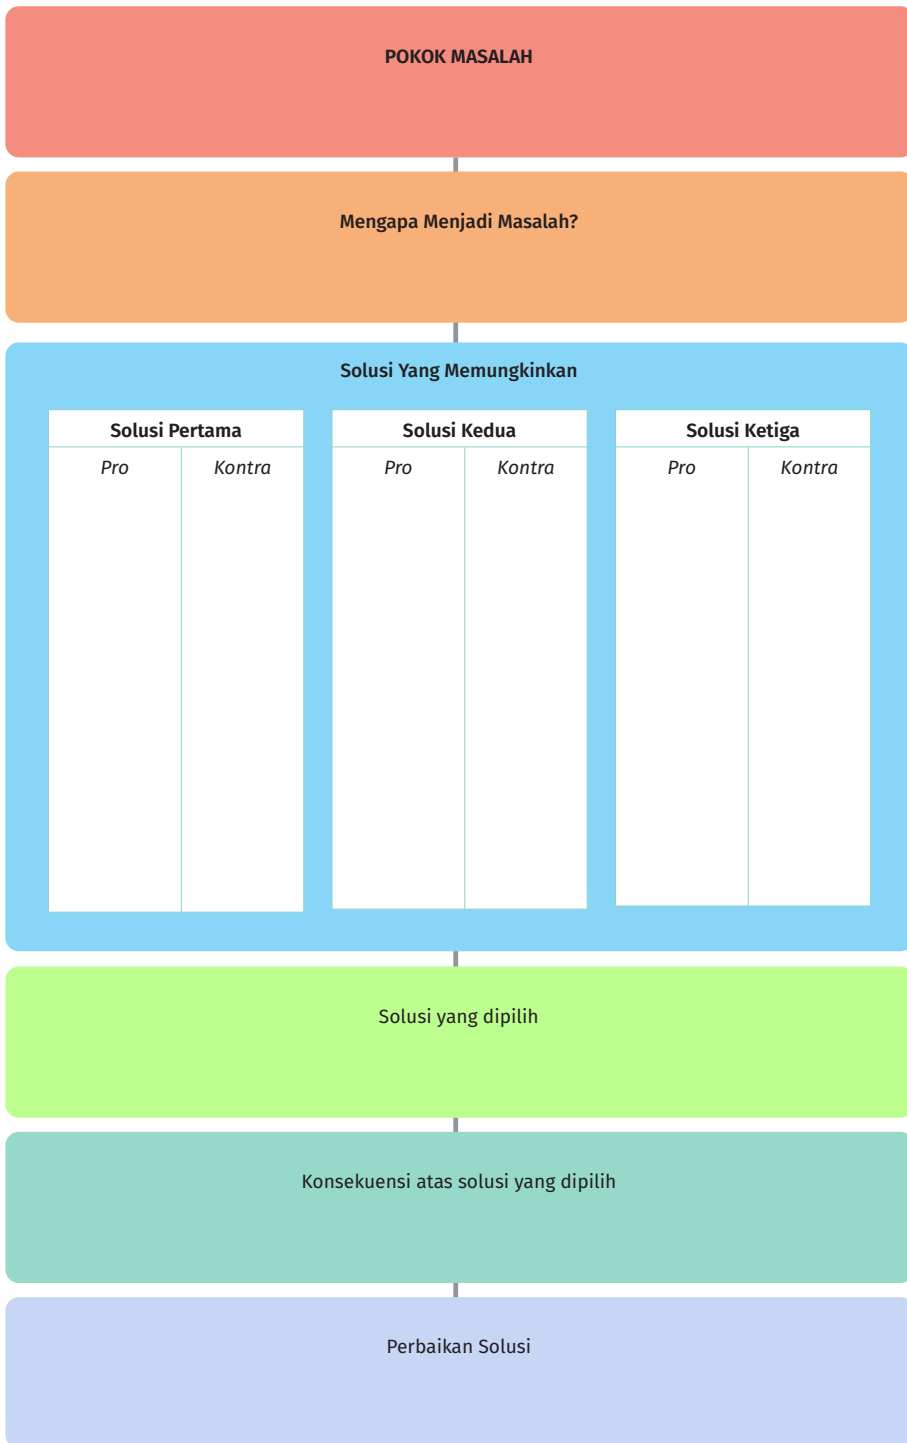 POKOK MASALAH
Mengapa Menjadi Masalah?
Solusi Yang Memungkinkan
Solusi Pertama
Pro Kontra
Solusi Kedua
Pro Kontra
Solusi Ketiga
Pro Kontra
Solusi yang dipilih
Konsekuensi atas solusi yang dipilih
Perbaikan Solusi